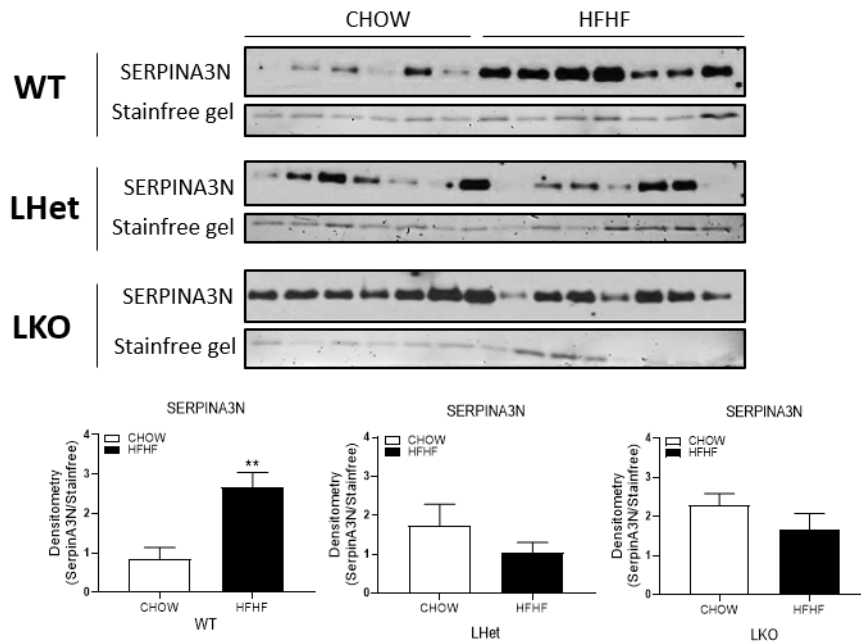 CHOW HFHF
WT
SERPINA3N
Stainfree gel
LHet
SERPINA3N
Stainfree gel
LKO
SERPINA3N
Stainfree gel
SERPINA3N
CHOW
HFHF
Densitometry
(SerpinA3N/Stainfree)
4
3
2
1
0
**
CHOW HFHF
WT
SERPINA3N
CHOW
HFHF
Densitometry
(SerpinA3N/Stainfree)
4
3
2
1
0
CHOW HFHF
LHet
SERPINA3N
CHOW
HFHF
Densitometry
(SerpinA3N/Stainfree)
4
3
2
1
0
CHOW HFHF
LKO